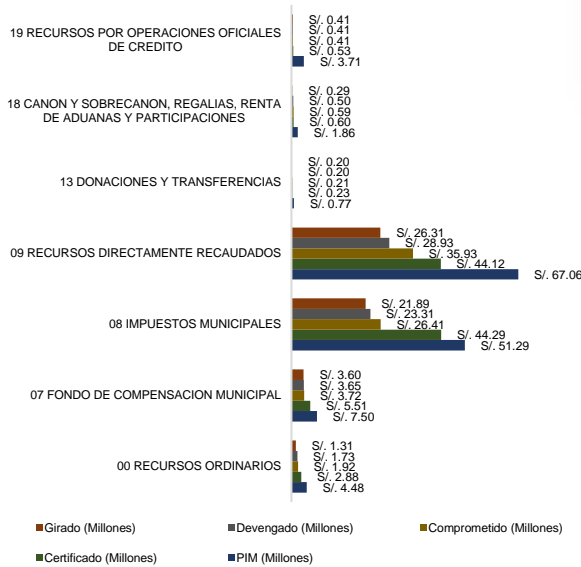 S/. 0.41
S/. 0.41
19 RECURSOS POR OPERACIONES OFICIALES
DE CREDITO
S/. 0.41
S/. 0.53
S/. 3.71
S/. 0.29
S/. 0.50
18 CANON Y SOBRECANON, REGALIAS, RENTA
DE ADUANAS Y PARTICIPACIONES
S/. 0.59
S/. 0.60
S/. 1.86
S/. 0.20
S/. 0.20
13 DONACIONES Y TRANSFERENCIAS
S/. 0.21
S/. 0.23
S/. 0.77
S/. 26.31
S/. 28.93
09 RECURSOS DIRECTAMENTE RECAUDADOS
S/. 35.93
S/. 44.12
S/. 67.06
S/. 21.89
S/. 23.31
08 IMPUESTOS MUNICIPALES
S/. 26.41
S/. 44.29
S/. 51.29
S/. 3.60
S/. 3.65
07 FONDO DE COMPENSACION MUNICIPAL
S/. 3.72
S/. 5.51
S/. 7.50
S/. 1.31
S/. 1.73
00 RECURSOS ORDINARIOS
S/. 1.92
S/. 2.88
S/. 4.48
Girado (Millones)
Devengado (Millones)
Comprometido (Millones)
Certificado (Millones)
PIM (Millones)